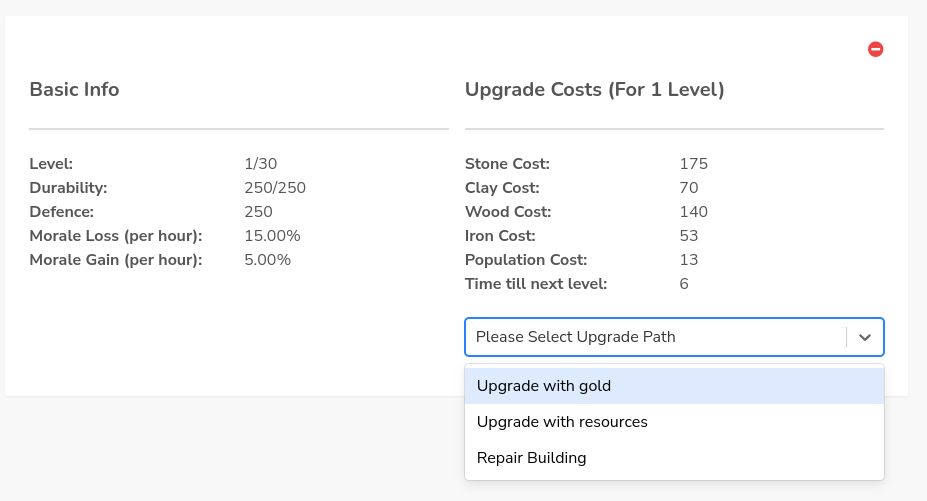 Basic Info
Level: 1/30
Durability: 250/250
Defence: 250
Morale Loss (per hour): 15.00%
Morale Gain (per hour): 5.00%
Upgrade Costs (For 1 Level)
Stone Cost: 175
Clay Cost: 70
Wood Cost: 140
Iron Cost: 53
Population Cost: 13
Time till next level: 6
Please Select Upgrade Path
Upgrade with gold
Upgrade with resources
Repair Building